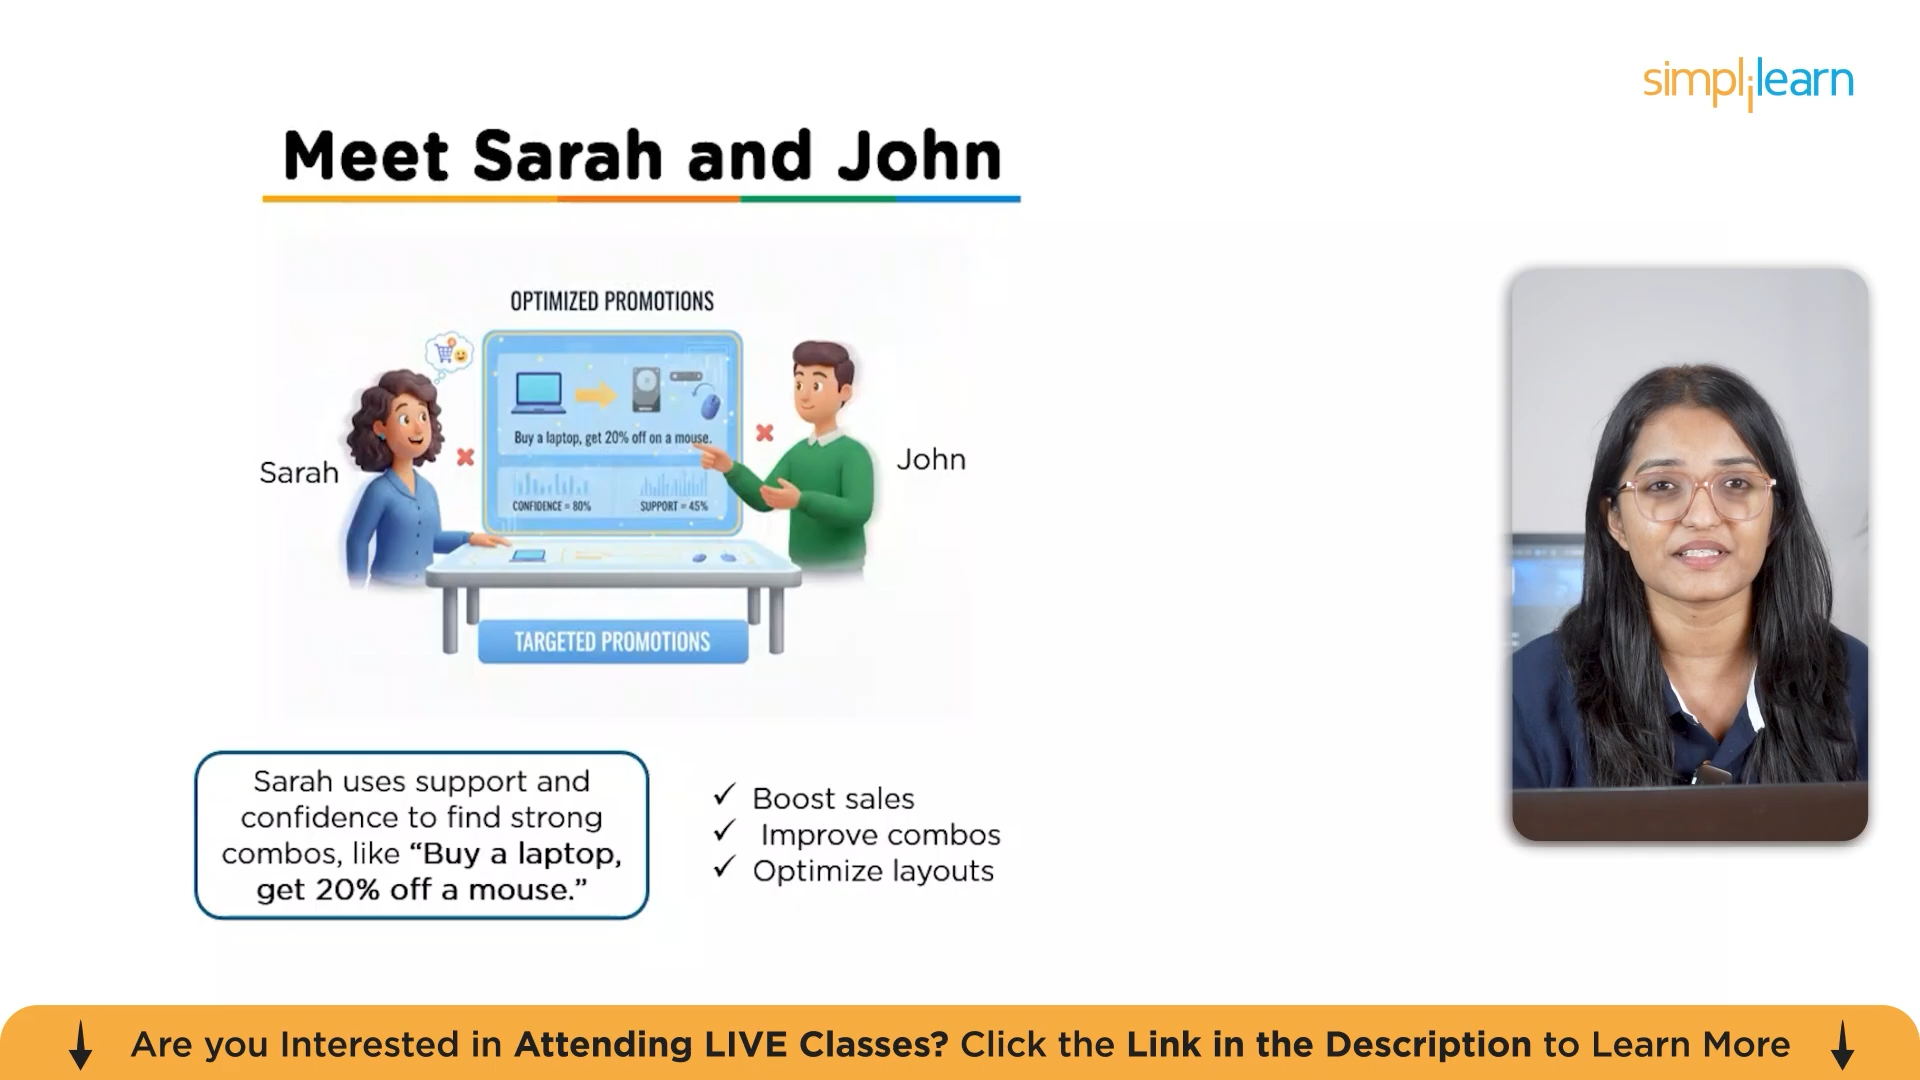 simplilearn
Meet Sarah and John
OPTIMIZED PROMOTIONS
Buy a laptop, get 20% off on a mouse.
Sarah
John
CONFIDENCE = 80%
SUPPORT = 45%
TARGETED PROMOTIONS
Sarah uses support and
confidence to find strong
combos, like “Buy a laptop,
get 20% off a mouse.”
✓ Boost sales
✓ Improve combos
✓ Optimize layouts
Are you Interested in Attending LIVE Classes? Click the Link in the Description to Learn More